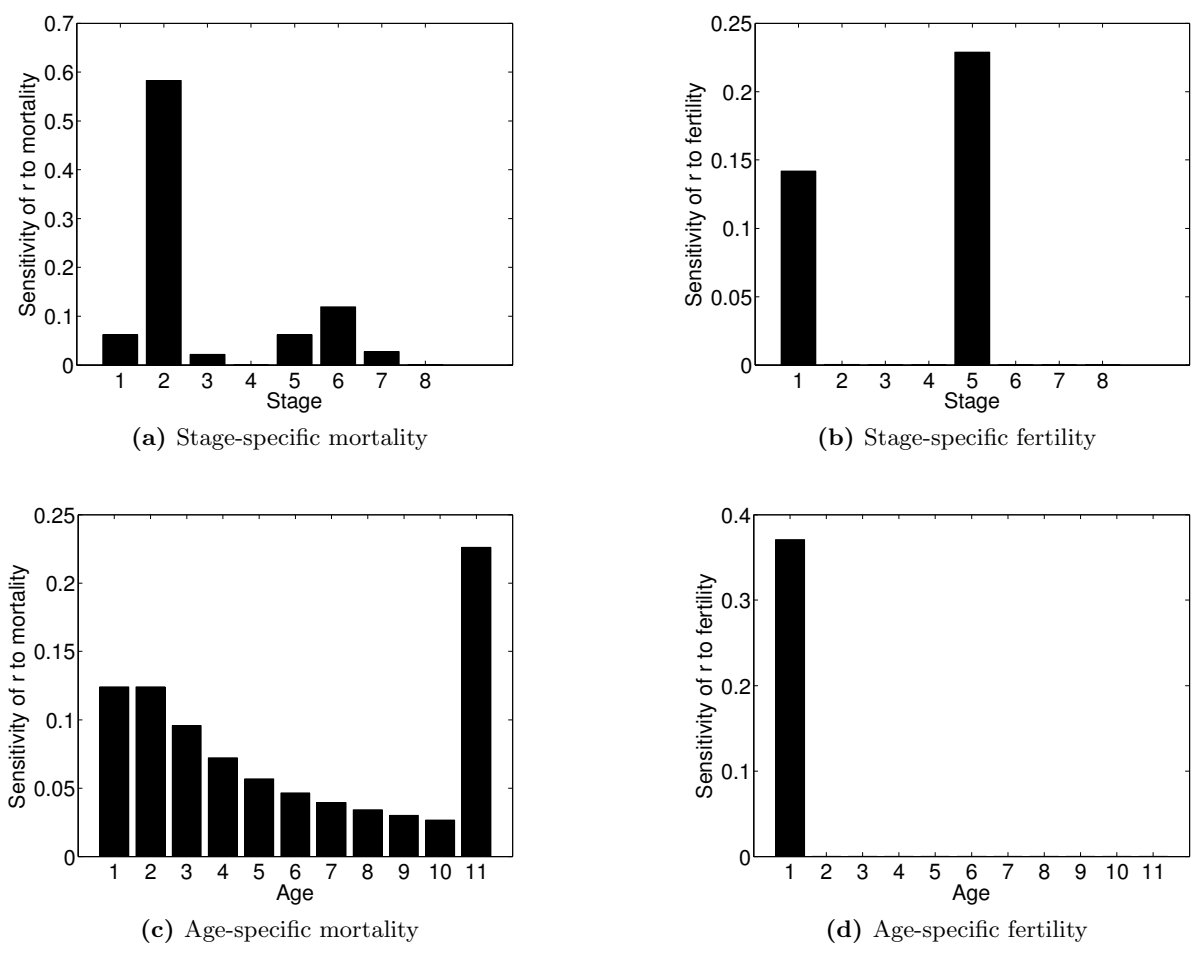 0.7
0.6
0.5
0.4
0.3
0.2
0.1
0
Sensitivity of r to mortality
1 2 3 4 5 6 7 8
Stage
(a) Stage-specific mortality
0.25
0.2
0.15
0.1
0.05
0
Sensitivity of r to fertility
1 2 3 4 5 6 7 8
Stage
(b) Stage-specific fertility
0.25
0.2
0.15
0.1
0.05
0
Sensitivity of r to mortality
1 2 3 4 5 6 7 8 9 10 11
Age
(c) Age-specific mortality
0.4
0.3
0.2
0.1
0
Sensitivity of r to fertility
1 2 3 4 5 6 7 8 9 10 11
Age
(d) Age-specific fertility